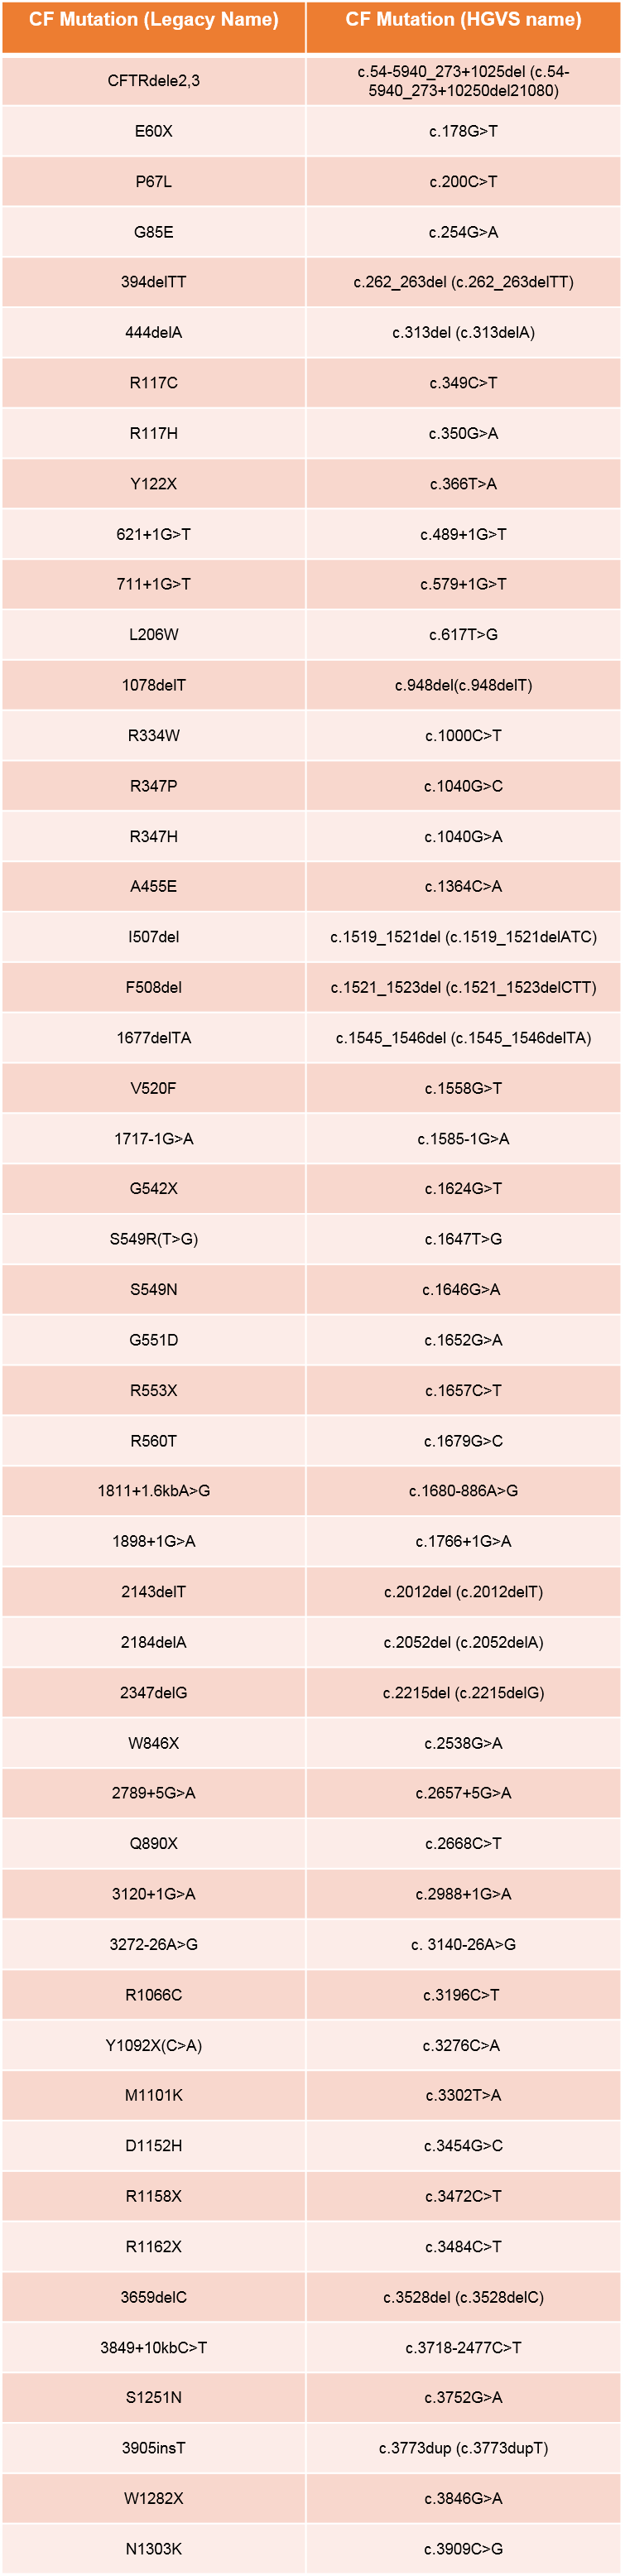 CF Mutation (Legacy Name) CF Mutation (HGVS name)
CFTRdele2,3 c.54-5940_273+1025del (c.54-
5940_273+10250del21080)
E60X c.178G>T
P67L c.200C>T
G85E c.254G>A
394delTT c.262_263del (c.262_263delTT)
444delA c.313del (c.313delA)
R117C c.349C>T
R117H c.350G>A
Y122X c.366T>A
621+1G>T c.489+1G>T
711+1G>T c.579+1G>T
L206W c.617T>G
1078delT c.948del(c.948delT)
R334W c.1000C>T
R347P c.1040G>C
R347H c.1040G>A
A455E c.1364C>A
I507del c.1519_1521del (c.1519_1521delATC)
F508del c.1521_1523del (c.1521_1523delCTT)
1677delTA c.1545_1546del (c.1545_1546delTA)
V520F c.1558G>T
1717-1G>A c.1585-1G>A
G542X c.1624G>T
S549R(T>G) c.1647T>G
S549N c.1646G>A
G551D c.1652G>A
R553X c.1657C>T
R560T c.1679G>C
1811+1.6kbA>G c.1680-886A>G
1898+1G>A c.1766+1G>A
2143delT c.2012del (c.2012delT)
2184delA c.2052del (c.2052delA)
2347delG c.2215del (c.2215delG)
W846X c.2538G>A
2789+5G>A c.2657+5G>A
Q890X c.2668C>T
3120+1G>A c.2988+1G>A
3272-26A>G c. 3140-26A>G
R1066C c.3196C>T
Y1092X(C>A) c.3276C>A
M1101K c.3302T>A
D1152H c.3454G>C
R1158X c.3472C>T
R1162X c.3484C>T
3659delC c.3528del (c.3528delC)
3849+10kbC>T c.3718-2477C>T
S1251N c.3752G>A
3905insT c.3773dup (c.3773dupT)
W1282X c.3846G>A
N1303K c.3909C>G